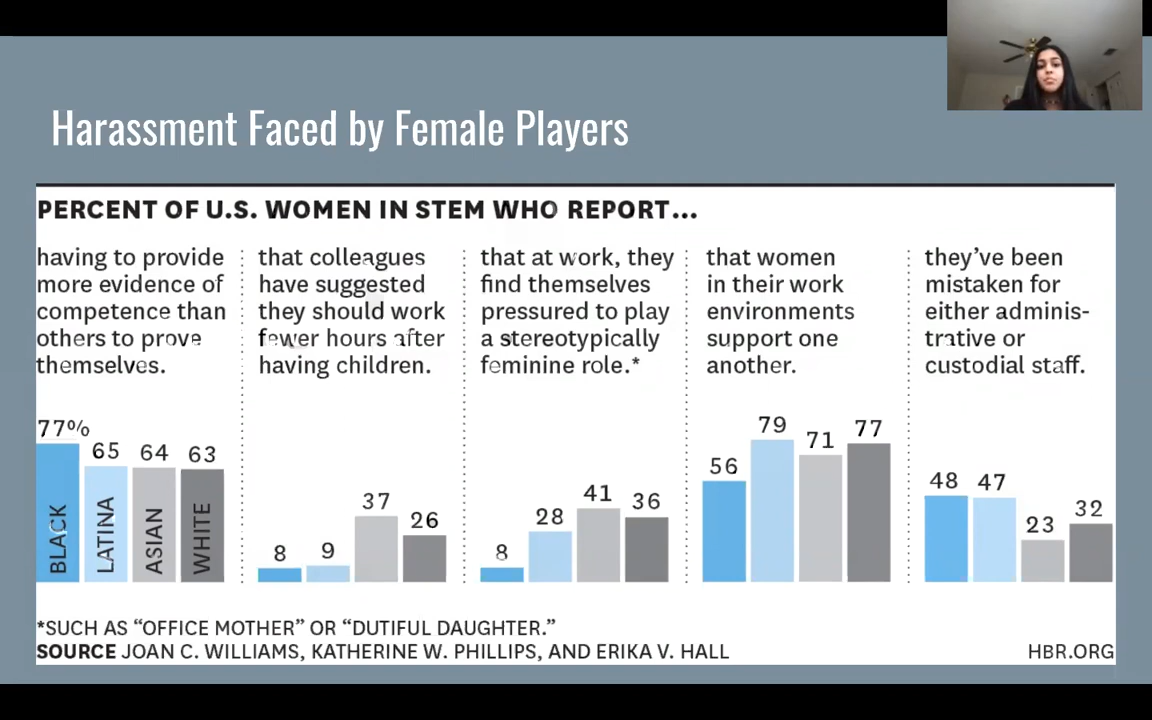 Harassment Faced by Female Players
PERCENT OF U.S. WOMEN IN STEM WHO REPORT...
having to provide
more evidence of
competence than
others to prove
themselves.
77%
65
64
63
BLACK
LATINA
ASIAN
WHITE
that colleagues
have suggested
they should work
fewer hours after
having children.
8
9
37
26
that at work, they
find themselves
pressured to play
a stereotypically
feminine role.*
8
28
41
36
that women
in their work
environments
support one
another.
56
79
71
77
they've been
mistaken for
either adminis-
trative or
custodial staff.
48
47
23
32
*SUCH AS “OFFICE MOTHER” OR “DUTIFUL DAUGHTER.”
SOURCE JOAN C. WILLIAMS, KATHERINE W. PHILLIPS, AND ERIKA V. HALL
HBR.ORG